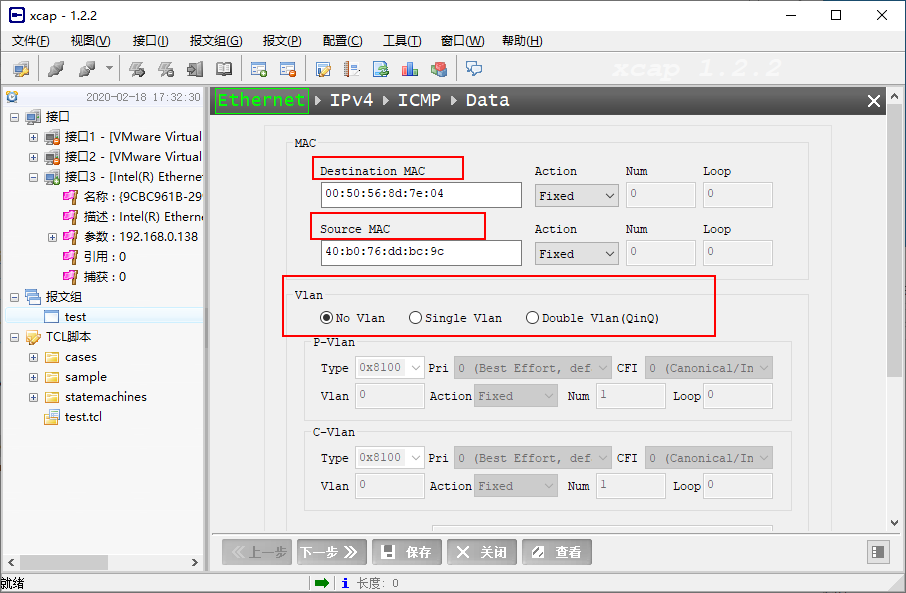 xcap - 1.2.2
文件(F) 视图(V) 接口(I) 报文组(G) 报文(P) 配置(C) 工具(T) 窗口(W) 帮助(H)
xcap 1.2.2
2020-02-18 17:32:30
接口
接口1 - [VMware Virtual
接口2 - [VMware Virtual
接口3 - [Intel(R) Etherne
名称 : {9CBC961B-29
描述 : Intel(R) Etherne
参数 : 192.168.0.138
引用 : 0
捕获 : 0
报文组
test
TCL脚本
cases
sample
statemachines
test.tcl
Ethernet IPv4 ICMP Data
MAC
Destination MAC Action Num Loop
00:50:56:8d:7e:04 Fixed 0 0
Source MAC Action Num Loop
40:b0:76:dd:bc:9c Fixed 0 0
Vlan
No Vlan Single Vlan Double Vlan(QinQ)
P-Vlan
Type 0x8100 Pri 0 (Best Effort, def CFI 0 (Canonical/In
Vlan 0 Action Fixed Num 1 Loop 0
C-Vlan
Type 0x8100 Pri 0 (Best Effort, def CFI 0 (Canonical/In
Vlan 0 Action Fixed Num 1 Loop 0
上一步 下一步 保存 关闭 查看
就绪 长度: 0